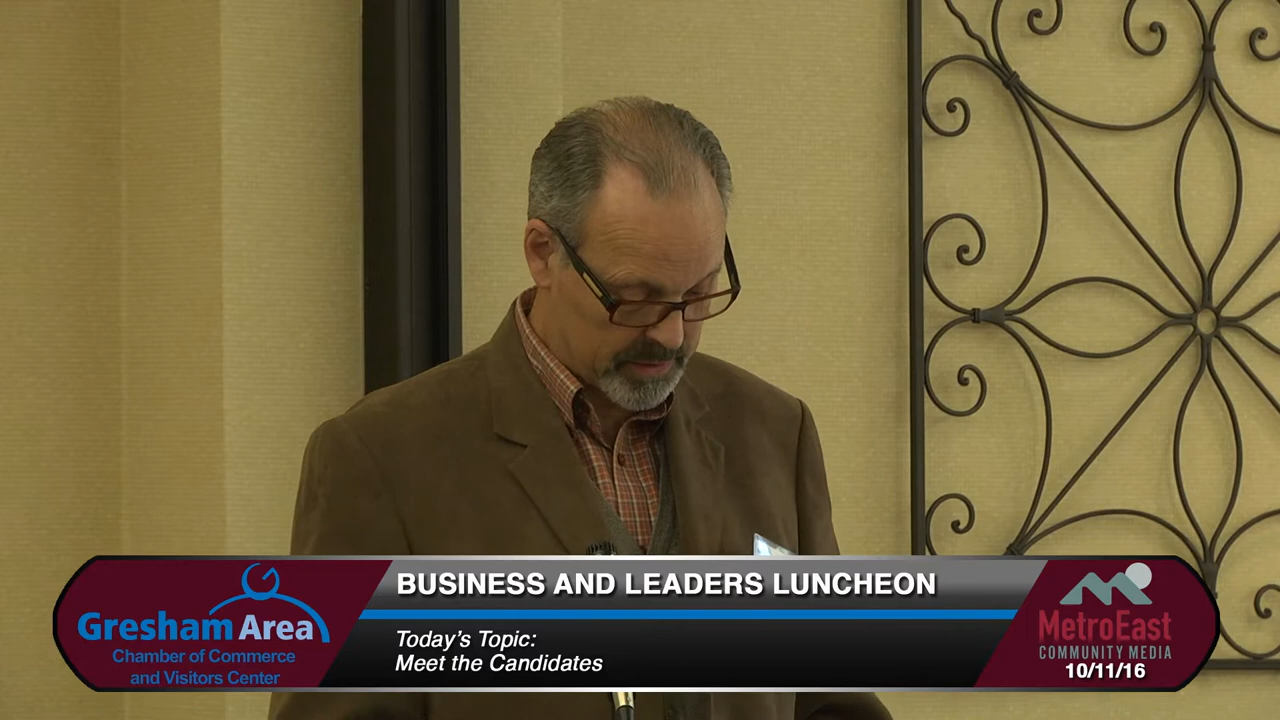 BUSINESS AND LEADERS LUNCHEON
Gresham Area
Chamber of Commerce
and Visitors Center
Today's Topic:
Meet the Candidates
MetroEast
COMMUNITY MEDIA
10/11/16